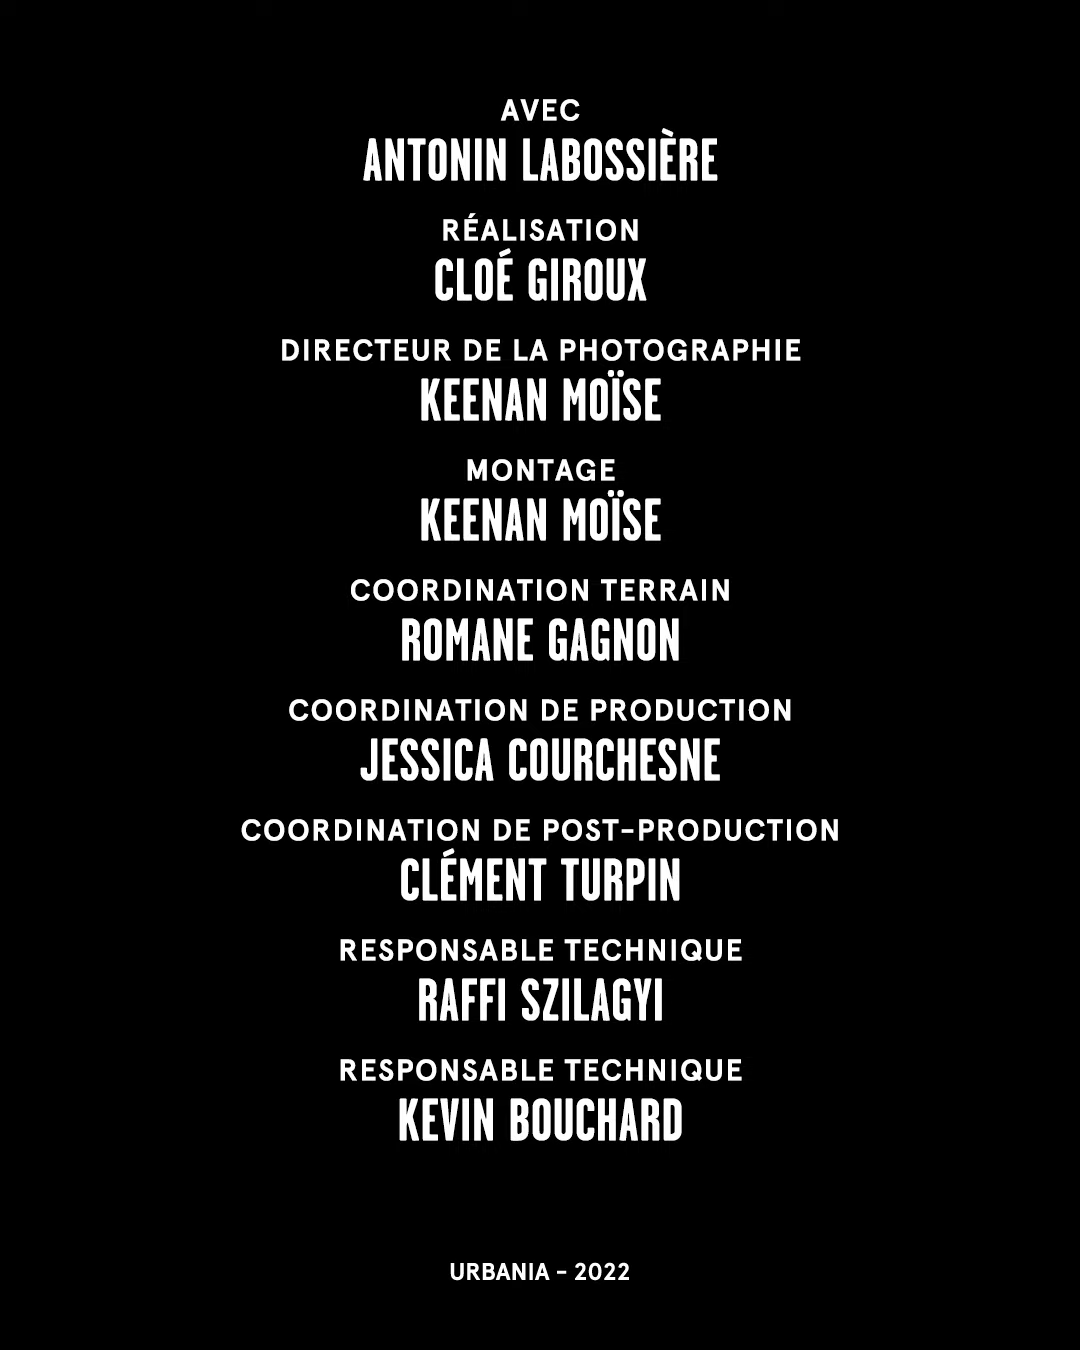 AVEC
ANTONIN LABOSSIÈRE
RÉALISATION
CLOÉ GIROUX
DIRECTEUR DE LA PHOTOGRAPHIE
KEENAN MOÏSE
MONTAGE
KEENAN MOÏSE
COORDINATION TERRAIN
ROMANE GAGNON
COORDINATION DE PRODUCTION
JESSICA COURCHESNE
COORDINATION DE POST-PRODUCTION
CLÉMENT TURPIN
RESPONSABLE TECHNIQUE
RAFFI SZILAGYI
RESPONSABLE TECHNIQUE
KEVIN BOUCHARD
URBANIA - 2022